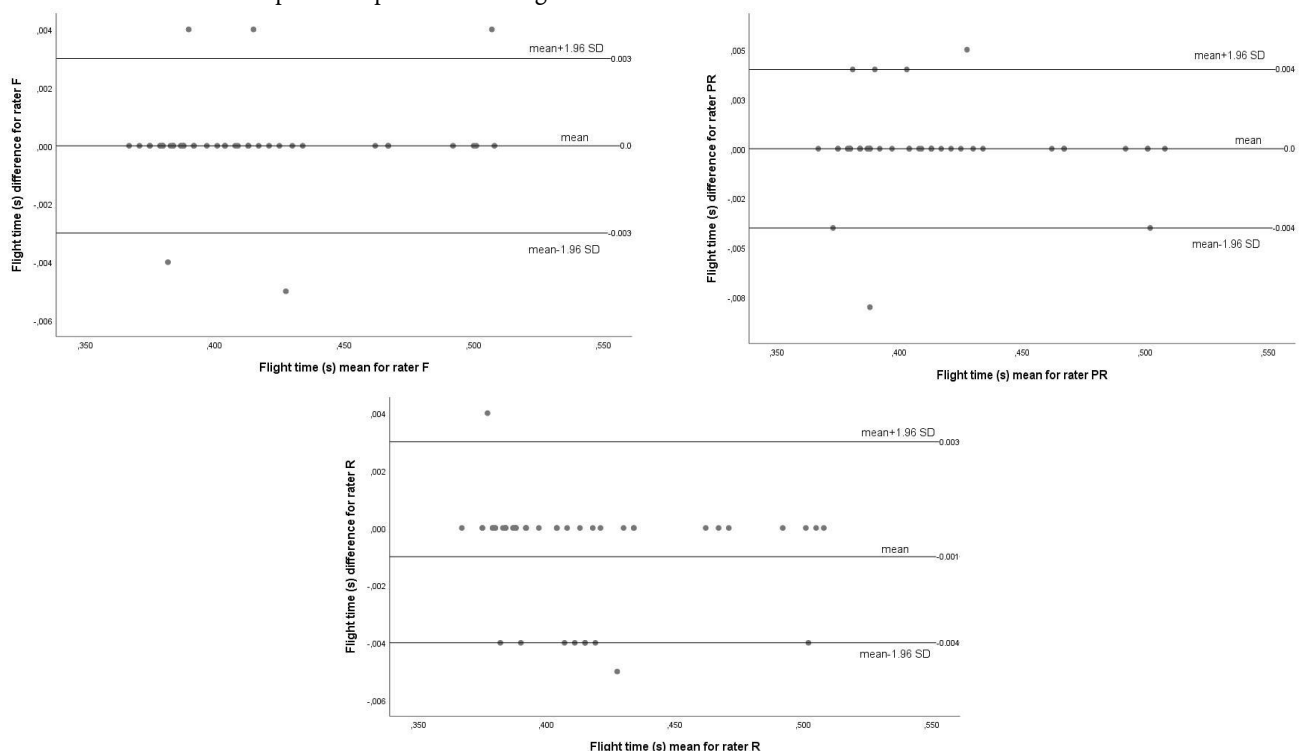 ,004
mean+1.96 SD
0.003
,002
mean
,000
0.0
-,002
-0.003
mean-1.96 SD
-,004
-,006
,350 ,400 ,450 ,500 ,550
Flight time (s) mean for rater F
Flight time (s) difference for rater F
,005
mean+1.96 SD
0.004
,003
mean
,000
0.0
-,002
-0.004
mean-1.96 SD
-,005
-,008
,350 ,400 ,450 ,500 ,550
Flight time (s) mean for rater PR
Flight time (s) difference for rater PR
,004
mean+1.96 SD
0.003
,002
,000
mean
-0.001
-,002
-,004
-0.004
mean-1.96 SD
-,006
,350 ,400 ,450 ,500 ,550
Flight time (s) mean for rater R
Flight time (s) difference for rater R